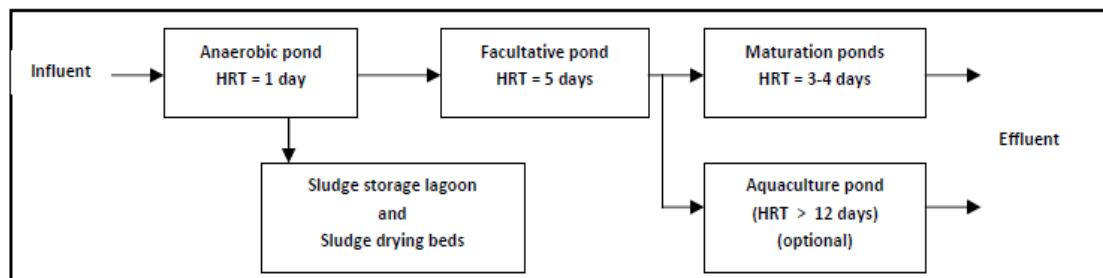 Influent
Anaerobic pond
HRT = 1 day
Facultative pond
HRT = 5 days
Maturation ponds
HRT = 3-4 days
Effluent
Sludge storage lagoon
and
Sludge drying beds
Aquaculture pond
(HRT > 12 days)
(optional)